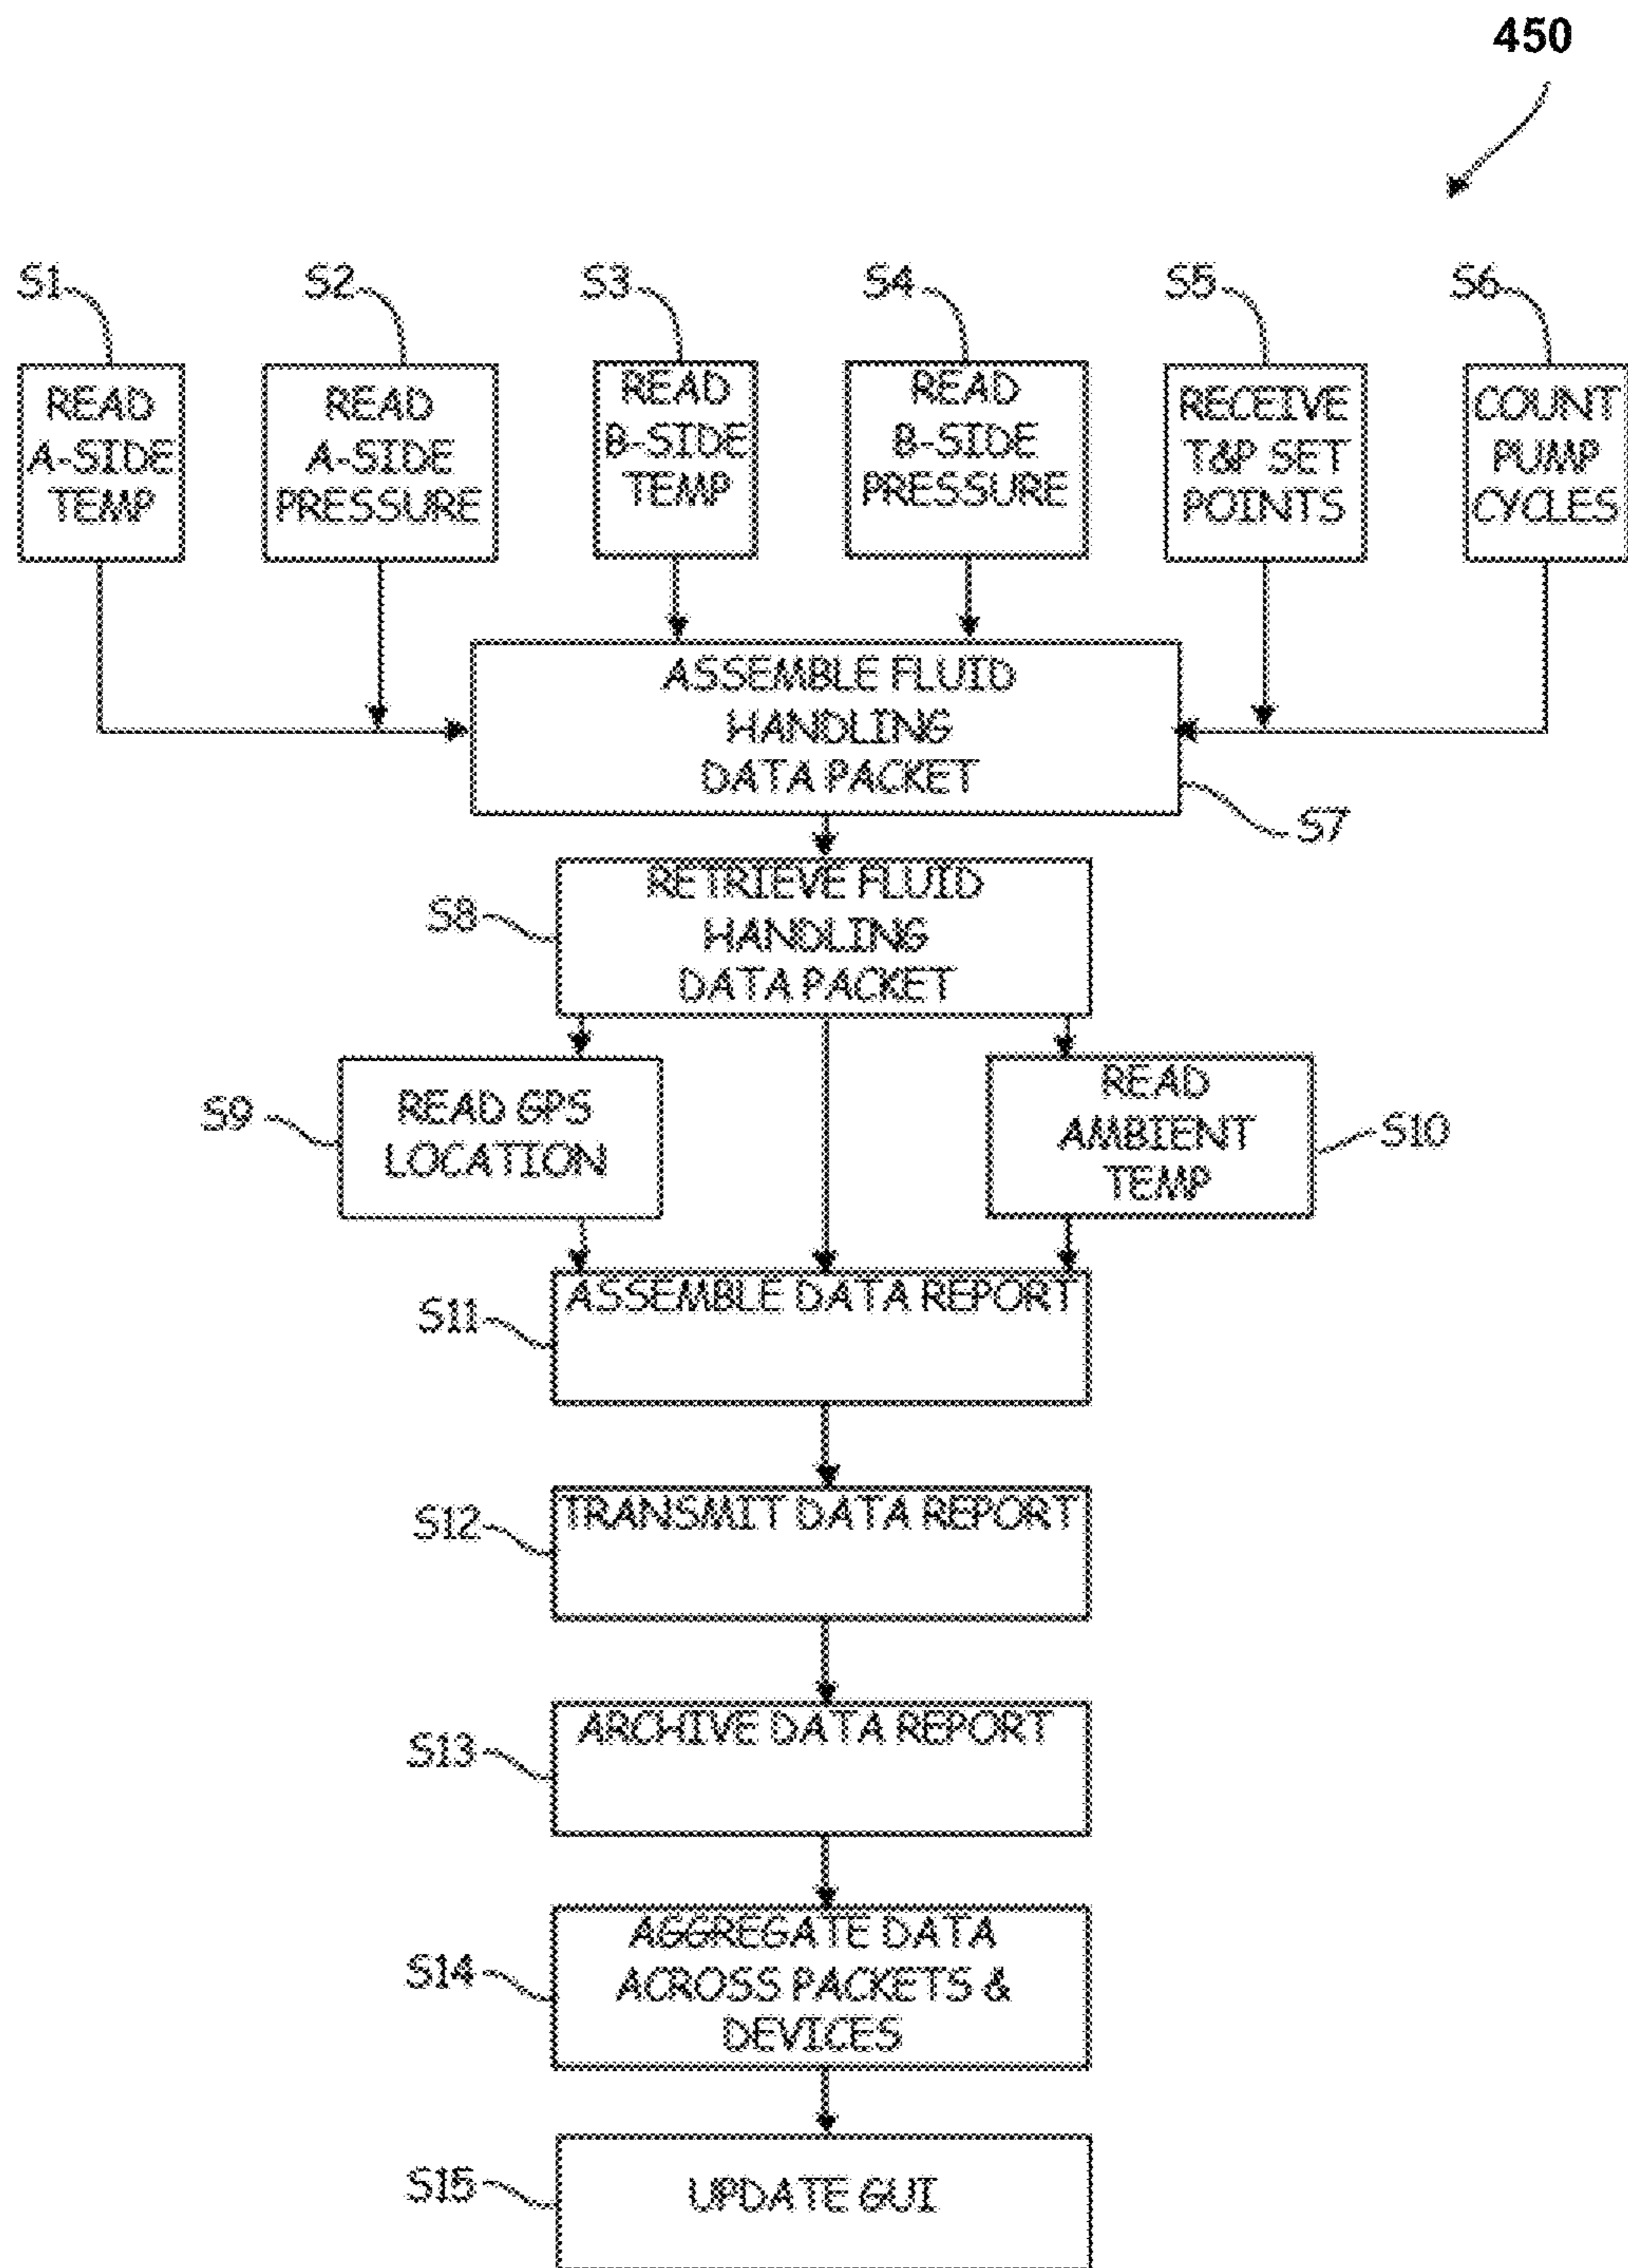 450
S1
S2
S3
S4
S5
S6
READ
A-SIDE
TEMP
READ
A-SIDE
PRESSURE
READ
B-SIDE
TEMP
READ
B-SIDE
PRESSURE
RECEIVE
T&P SET
POINTS
COUNT
PUMP
CYCLES
ASSEMBLE FLUID
HANDLING
DATA PACKET
S7
S8
RETRIEVE FLUID
HANDLING
DATA PACKET
S9
READ GPS
LOCATION
READ
AMBIENT
TEMP
S10
S11
ASSEMBLE DATA REPORT
S12
TRANSMIT DATA REPORT
S13
ARCHIVE DATA REPORT
S14
AGGREGATE DATA
ACROSS PACKETS &
DEVICES
S15
UPDATE GUI